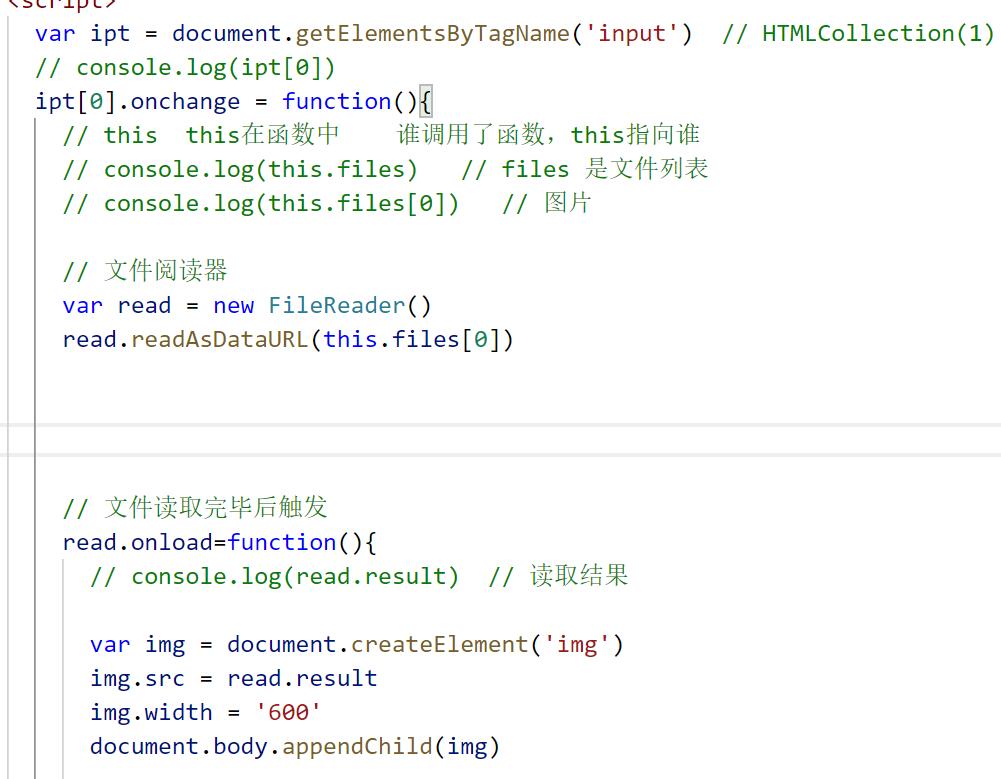 <script>
var ipt = document.getElementsByTagName('input')  // HTMLCollection(1)
// console.log(ipt[0])
ipt[0].onchange = function(){
// this  this在函数中    谁调用了函数，this指向谁
// console.log(this.files)   // files 是文件列表
// console.log(this.files[0])   // 图片
// 文件阅读器
var read = new FileReader()
read.readAsDataURL(this.files[0])
// 文件读取完毕后触发
read.onload=function(){
// console.log(read.result)  // 读取结果
var img = document.createElement('img')
img.src = read.result
img.width = '600'
document.body.appendChild(img)